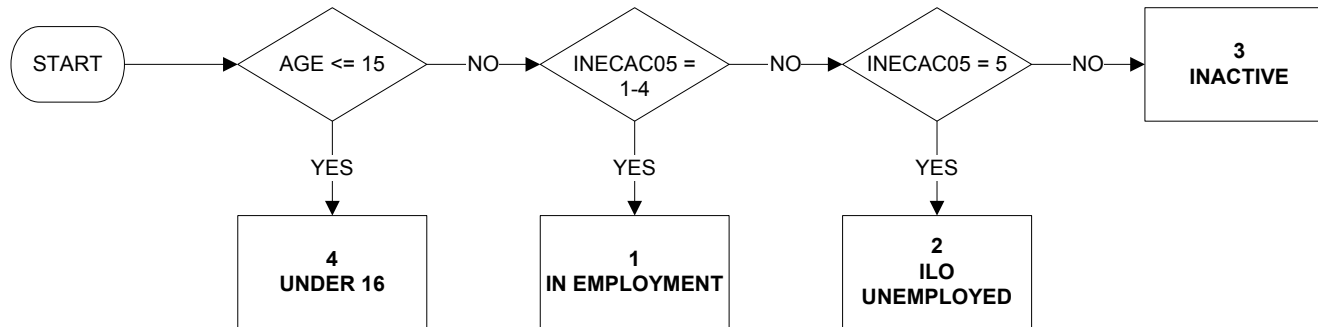 START
AGE <= 15
NO
INECAC05 =
1-4
NO
INECAC05 = 5
NO
3
INACTIVE
YES
YES
YES
4
UNDER 16
1
IN EMPLOYMENT
2
ILO
UNEMPLOYED